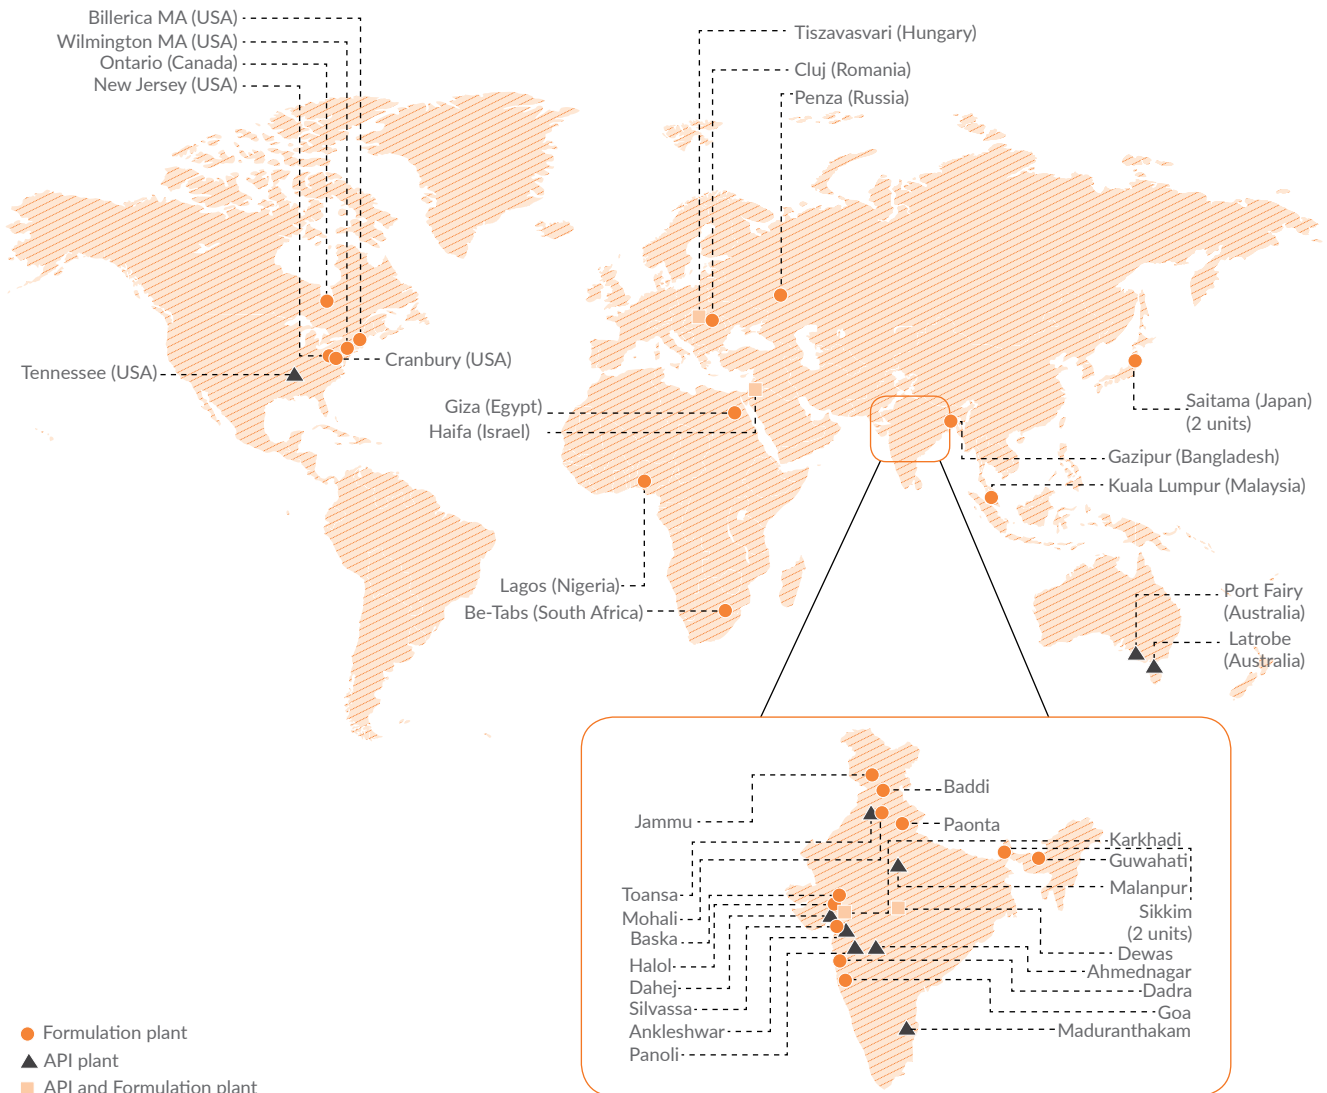 Billerica MA (USA)
Wilmington MA (USA)
Ontario (Canada)
New Jersey (USA)
Tiszavasvari (Hungary)
Cluj (Romania)
Penza (Russia)
Tennessee (USA)
Cranbury (USA)
Giza (Egypt)
Haifa (Israel)
Saitama (Japan)
(2 units)
Gazipur (Bangladesh)
Kuala Lumpur (Malaysia)
Lagos (Nigeria)
Be-Tabs (South Africa)
Port Fairy
(Australia)
Latrobe
(Australia)
Jammu
Baddi
Paonta
Karkhadi
Guwahati
Malanpur
Sikkim
(2 units)
Dewas
Ahmednagar
Dadra
Goa
Maduranthakam
Toansa
Mohali
Baska
Halol
Dahej
Silvassa
Ankleshwar
Panoli
Formulation plant
API plant
API and Formulation plant